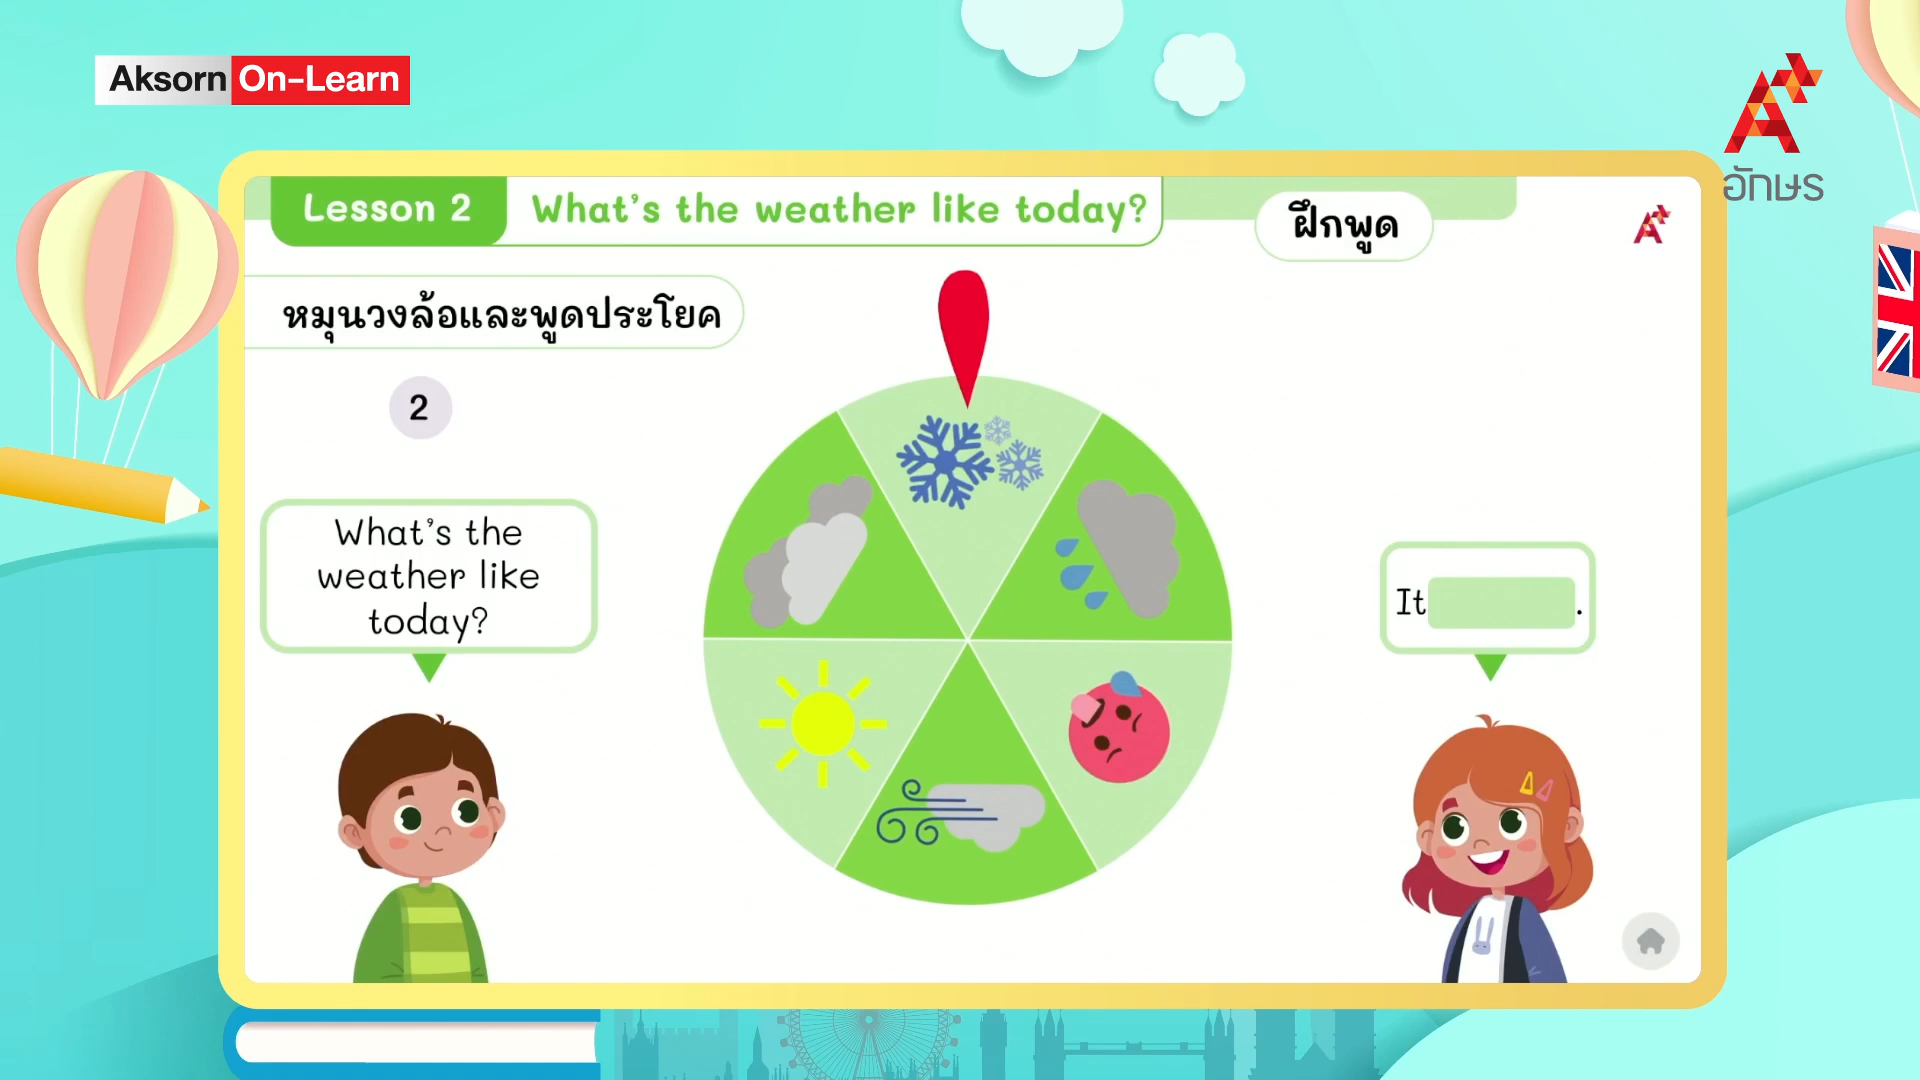 Aksorn On-Learn
อักษร
Lesson 2
What's the weather like today?
ฝึกพูด
หมุนวงล้อและพูดประโยค
2
What's the
weather like
today?
It .